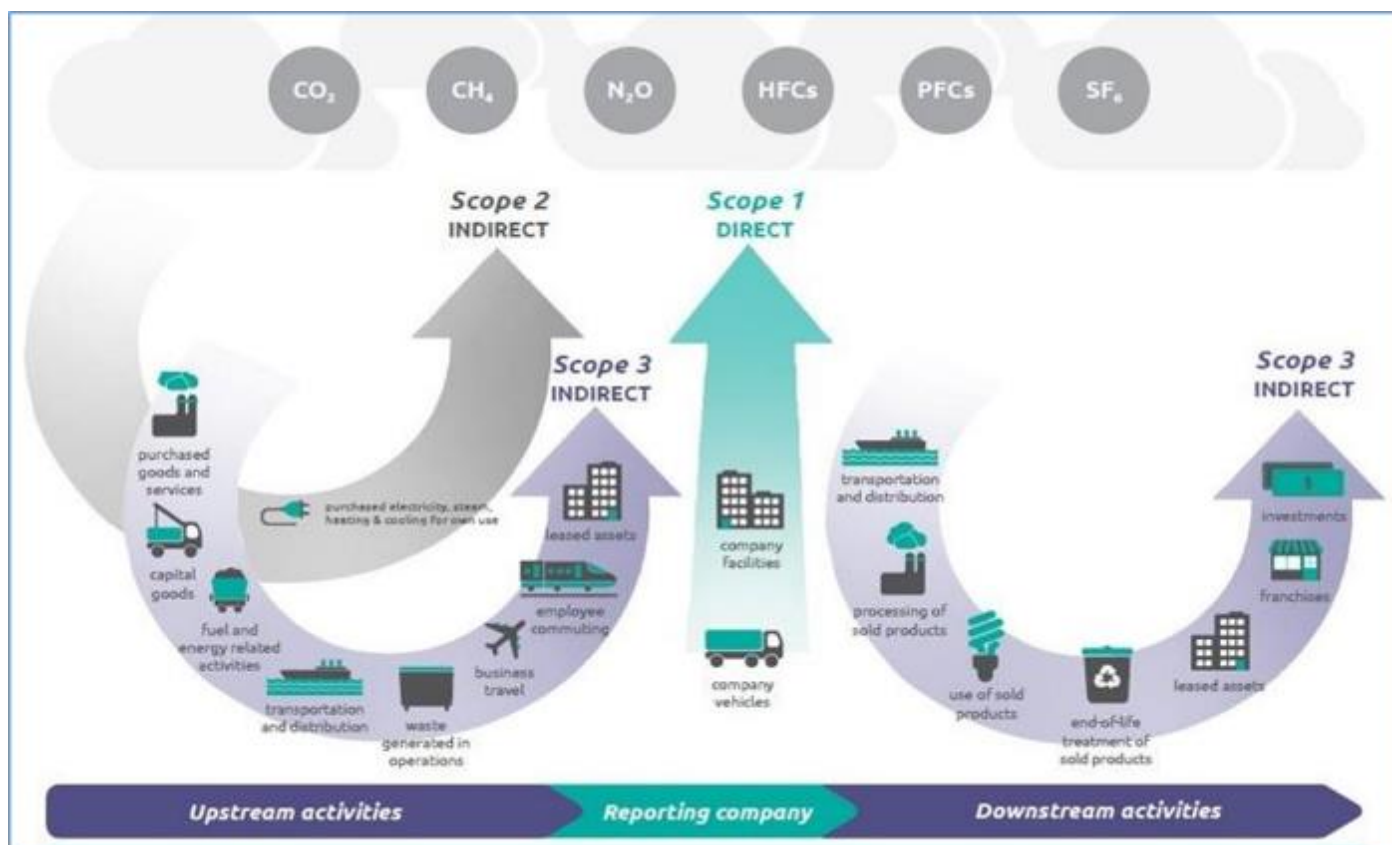 CO₂
CH₄
N₂O
HFCs
PFCs
SF₆
Scope 2
INDIRECT
Scope 1
DIRECT
Scope 3
INDIRECT
Scope 3
INDIRECT
purchased
goods and
services
capital
goods
fuel and
energy related
activities
purchased electricity, steam,
heating & cooling for own use
transportation
and distribution
waste
generated in
operations
business
travel
employee
commuting
leased assets
company
facilities
company
vehicles
transportation
and distribution
processing of
sold products
use of sold
products
end-of-life
treatment of
sold products
leased assets
franchises
investments
Upstream activities
Reporting company
Downstream activities